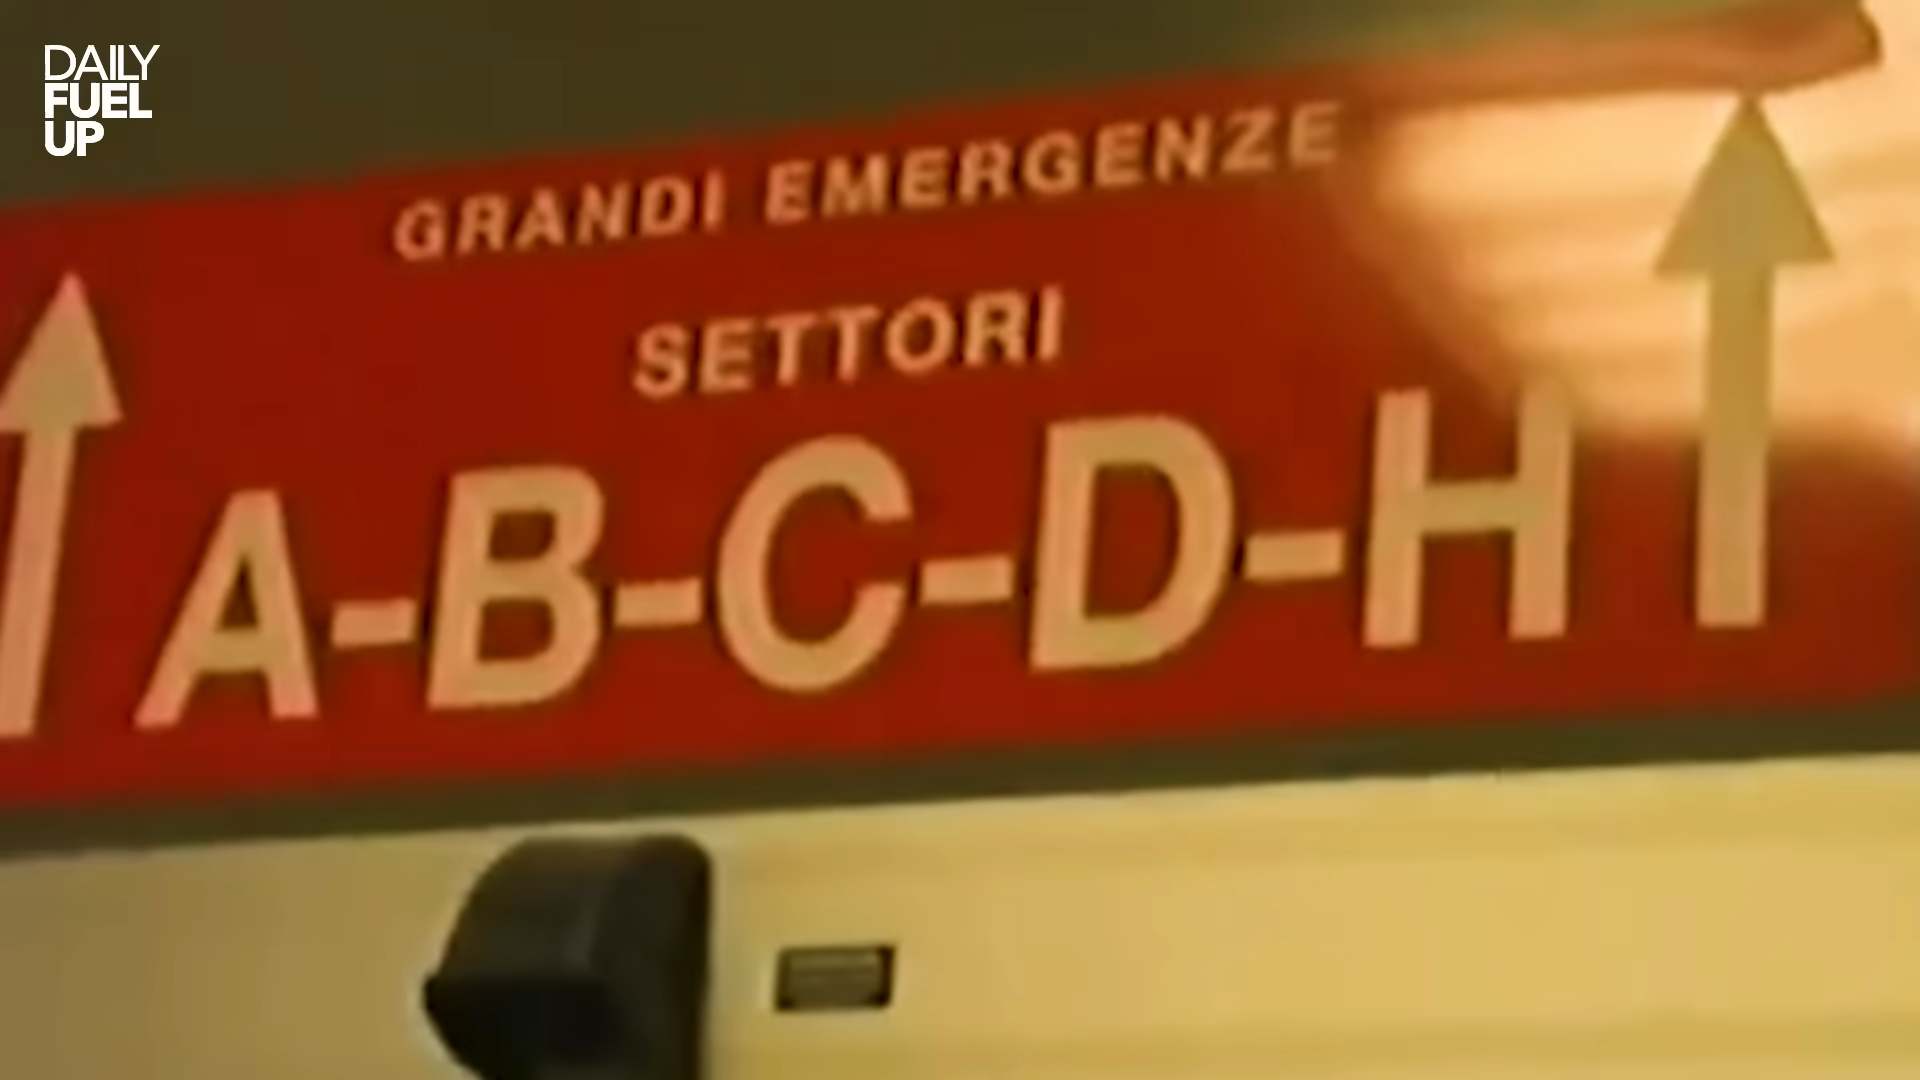 DAILY
FUEL
UP
GRANDI EMERGENZE
SETTORI
A-B-C-D-H